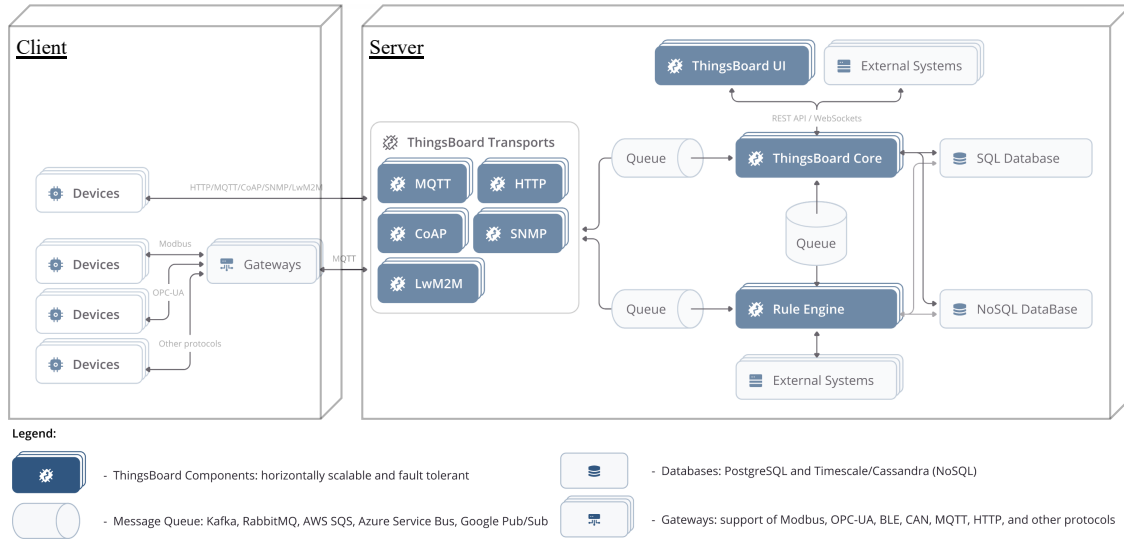 Client
Server
ThingsBoard UI
External Systems
REST API / WebSockets
ThingsBoard Transports
MQTT
HTTP
CoAP
SNMP
LwM2M
Queue
ThingsBoard Core
SQL Database
Devices
HTTP/MQTT/CoAP/SNMP/LwM2M
Devices
Modbus
Gateways
MQTT
OPC-UA
Devices
Other protocols
Devices
Queue
Queue
Rule Engine
NoSQL DataBase
External Systems
Legend:
- ThingsBoard Components: horizontally scalable and fault tolerant
- Databases: PostgreSQL and Timescale/Cassandra (NoSQL)
- Message Queue: Kafka, RabbitMQ, AWS SQS, Azure Service Bus, Google Pub/Sub
- Gateways: support of Modbus, OPC-UA, BLE, CAN, MQTT, HTTP, and other protocols